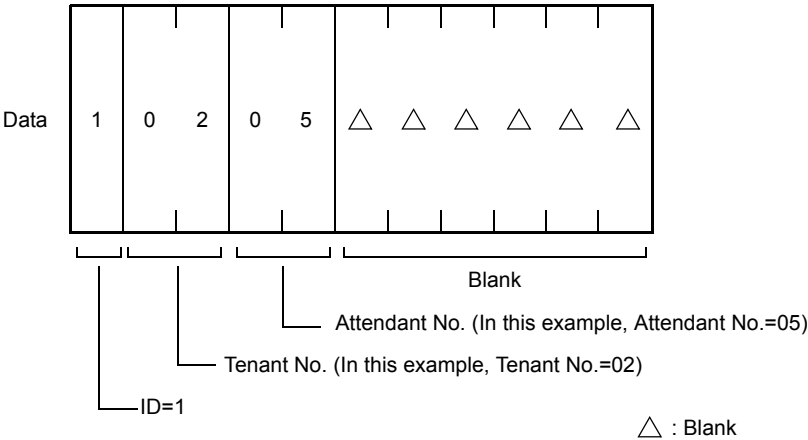 Data 1 0 2 0 5 △ △ △ △ △ △
Blank
Attendant No. (In this example, Attendant No.=05)
Tenant No. (In this example, Tenant No.=02)
ID=1
△ : Blank